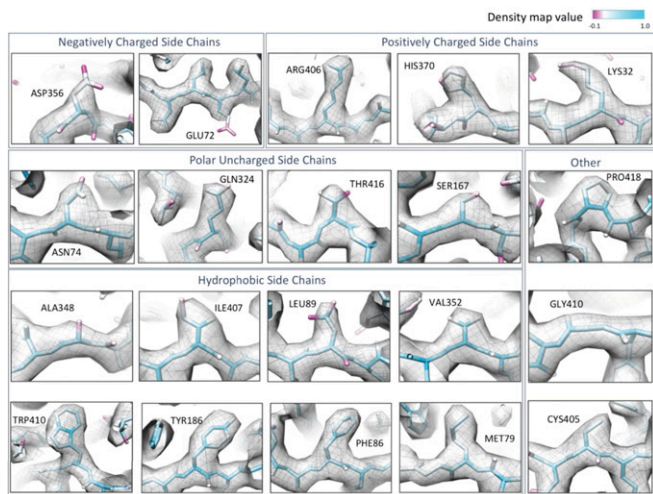 Density map value
-0.1 1.0
Negatively Charged Side Chains
Positively Charged Side Chains
ASP356
GLU72
ARG406
HIS370
LYS32
Polar Uncharged Side Chains
Other
ASN74
GLN324
THR416
SER167
PRO418
Hydrophobic Side Chains
ALA348
ILE407
LEU89
VAL352
GLY410
TRP410
TYR186
PHE86
MET79
CYS405